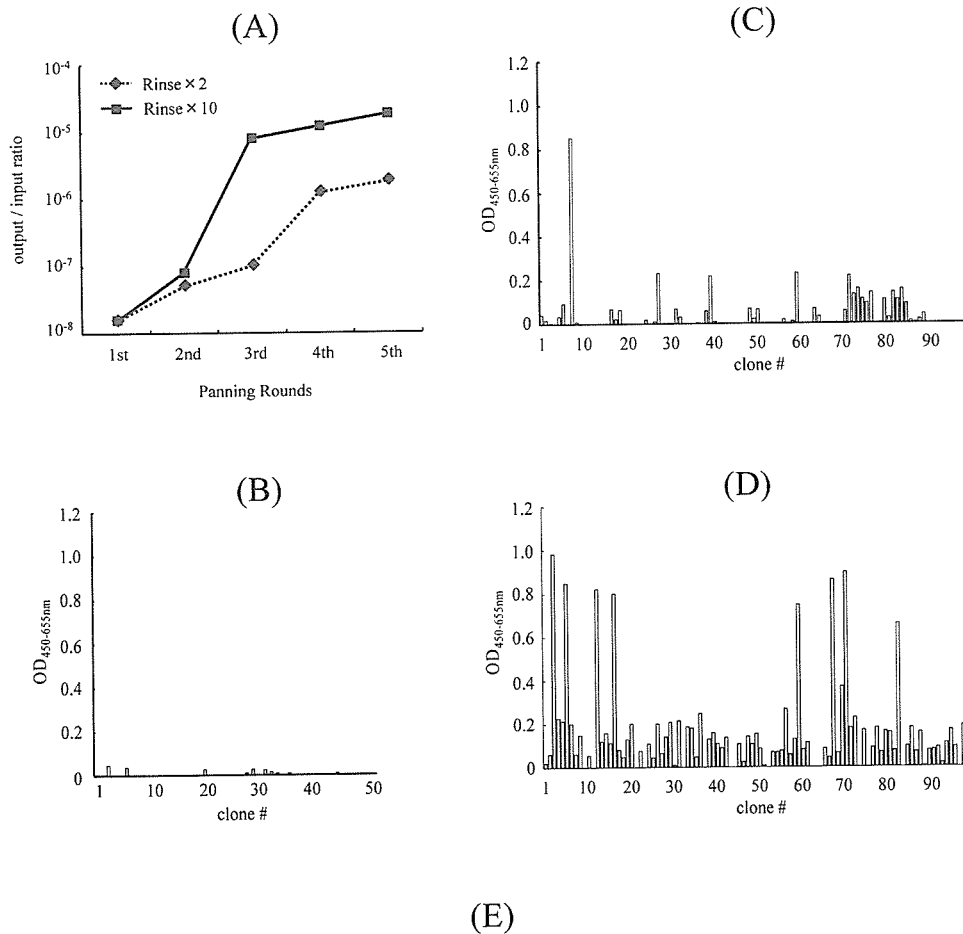 (A)
10-4
10-5
10-6
10-7
10-8
output / input ratio
Rinse × 2
Rinse × 10
1st 2nd 3rd 4th 5th
Panning Rounds
(C)
1.2
1.0
0.8
0.6
0.4
0.2
0
OD450-655nm
1 10 20 30 40 50 60 70 80 90
clone #
(B)
1.2
1.0
0.8
0.6
0.4
0.2
0
OD450-655nm
1 10 20 30 40 50
clone #
(D)
1.2
1.0
0.8
0.6
0.4
0.2
0
OD450-655nm
1 10 20 30 40 50 60 70 80 90
clone #
(E)